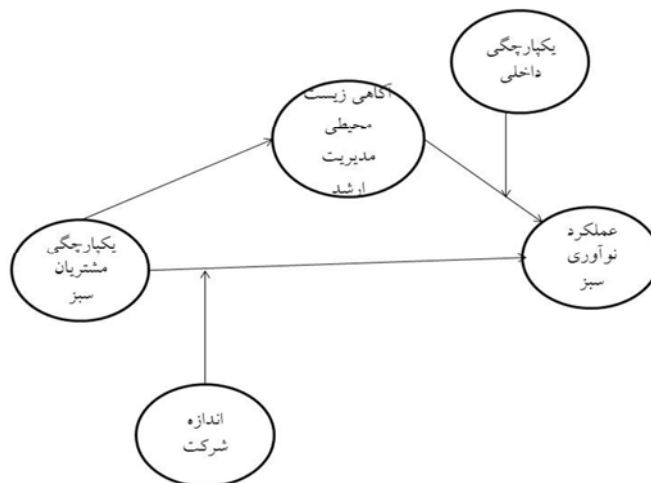 یکپارچگی
داخلی
آگاهی زیست
محیطی
مدیریت
ارشد
یکپارچگی
مشتریان
سبز
عملکرد
نوآوری
سبز
اندازه
شرکت